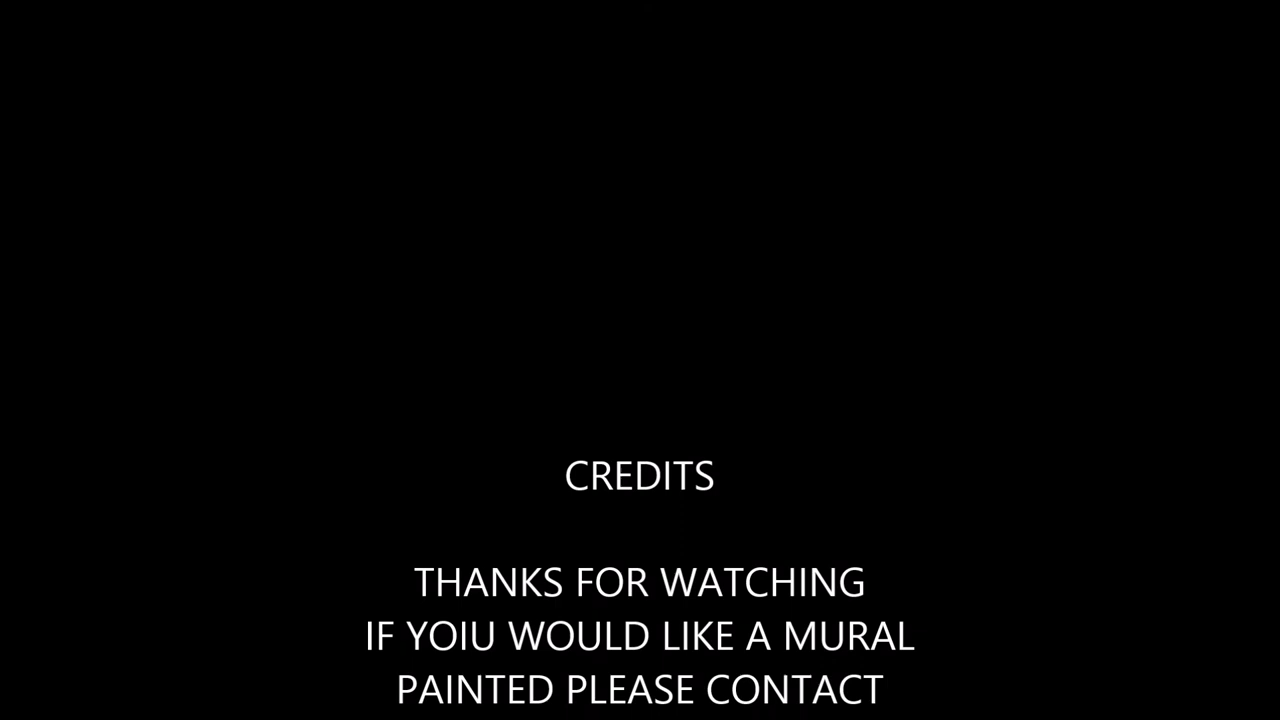 CREDITS
THANKS FOR WATCHING
IF YOIU WOULD LIKE A MURAL
PAINTED PLEASE CONTACT